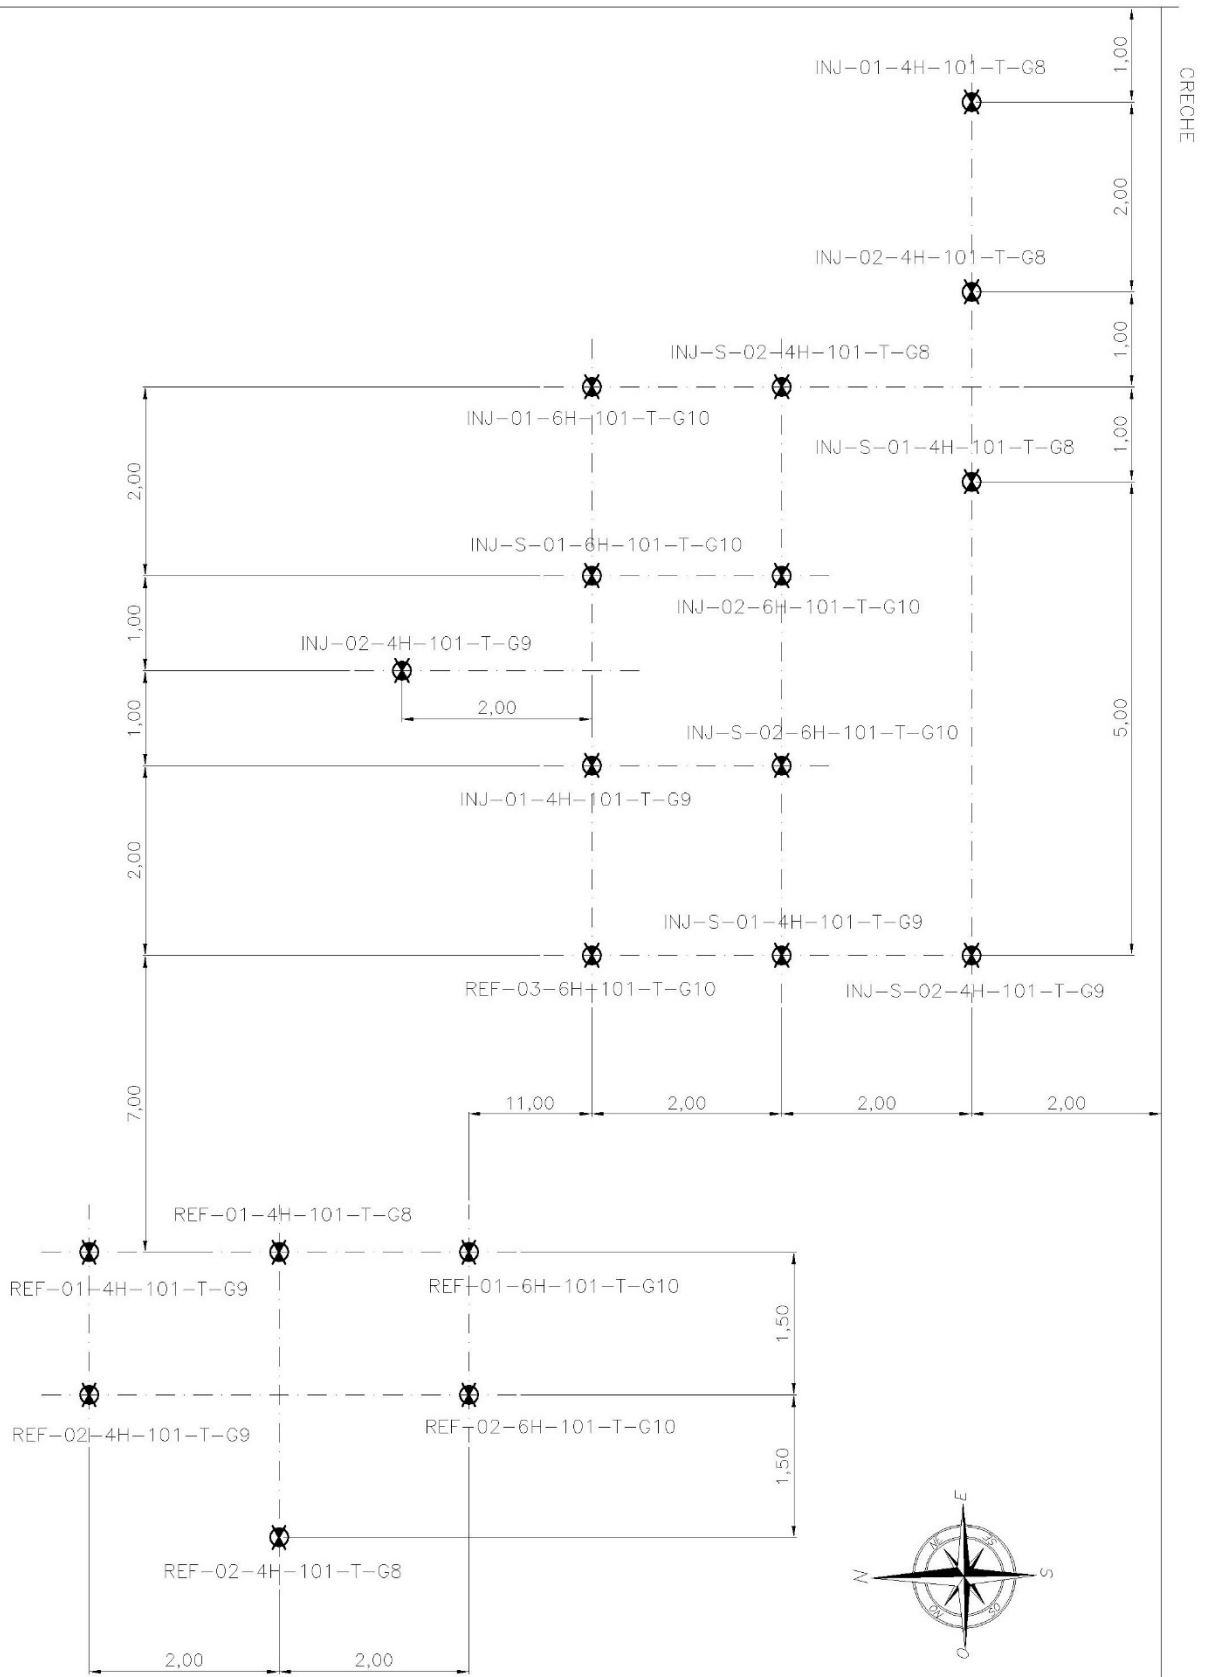 1,00
CRECHE
INJ-01-4H-101-T-G8
2,00
INJ-02-4H-101-T-G8
1,00
INJ-S-02-4H-101-T-G8
INJ-01-6H-101-T-G10
1,00
INJ-S-01-4H-101-T-G8
2,00
INJ-S-01-6H-101-T-G10
INJ-02-6H-101-T-G10
1,00
INJ-02-4H-101-T-G9
2,00
1,00
5,00
INJ-S-02-6H-101-T-G10
INJ-01-4H-101-T-G9
2,00
INJ-S-01-4H-101-T-G9
REF-03-6H-101-T-G10
INJ-S-02-4H-101-T-G9
7,00
11,00
2,00
2,00
2,00
REF-01-4H-101-T-G8
REF-01-4H-101-T-G9
REF-01-6H-101-T-G10
1,50
REF-02-4H-101-T-G9
REF-02-6H-101-T-G10
1,50
REF-02-4H-101-T-G8
E
NE
SE
N
S
NO
SO
O
2,00
2,00